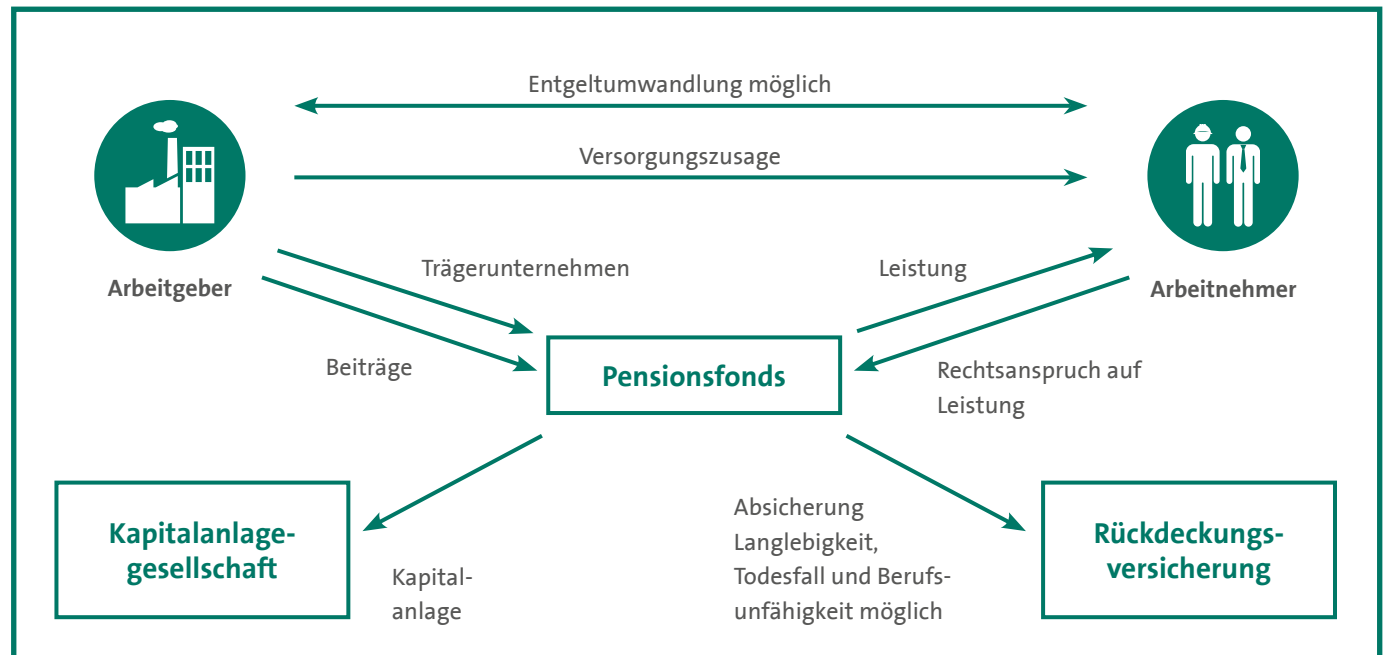 Entgeltumwandlung möglich
Versorgungszusage
Arbeitgeber
Trägerunternehmen
Leistung
Arbeitnehmer
Beiträge
Pensionsfonds
Rechtsanspruch auf
Leistung
Kapitalanlage-
gesellschaft
Kapital-
anlage
Absicherung
Langlebigkeit,
Todesfall und Berufs-
unfähigkeit möglich
Rückdeckungs-
versicherung